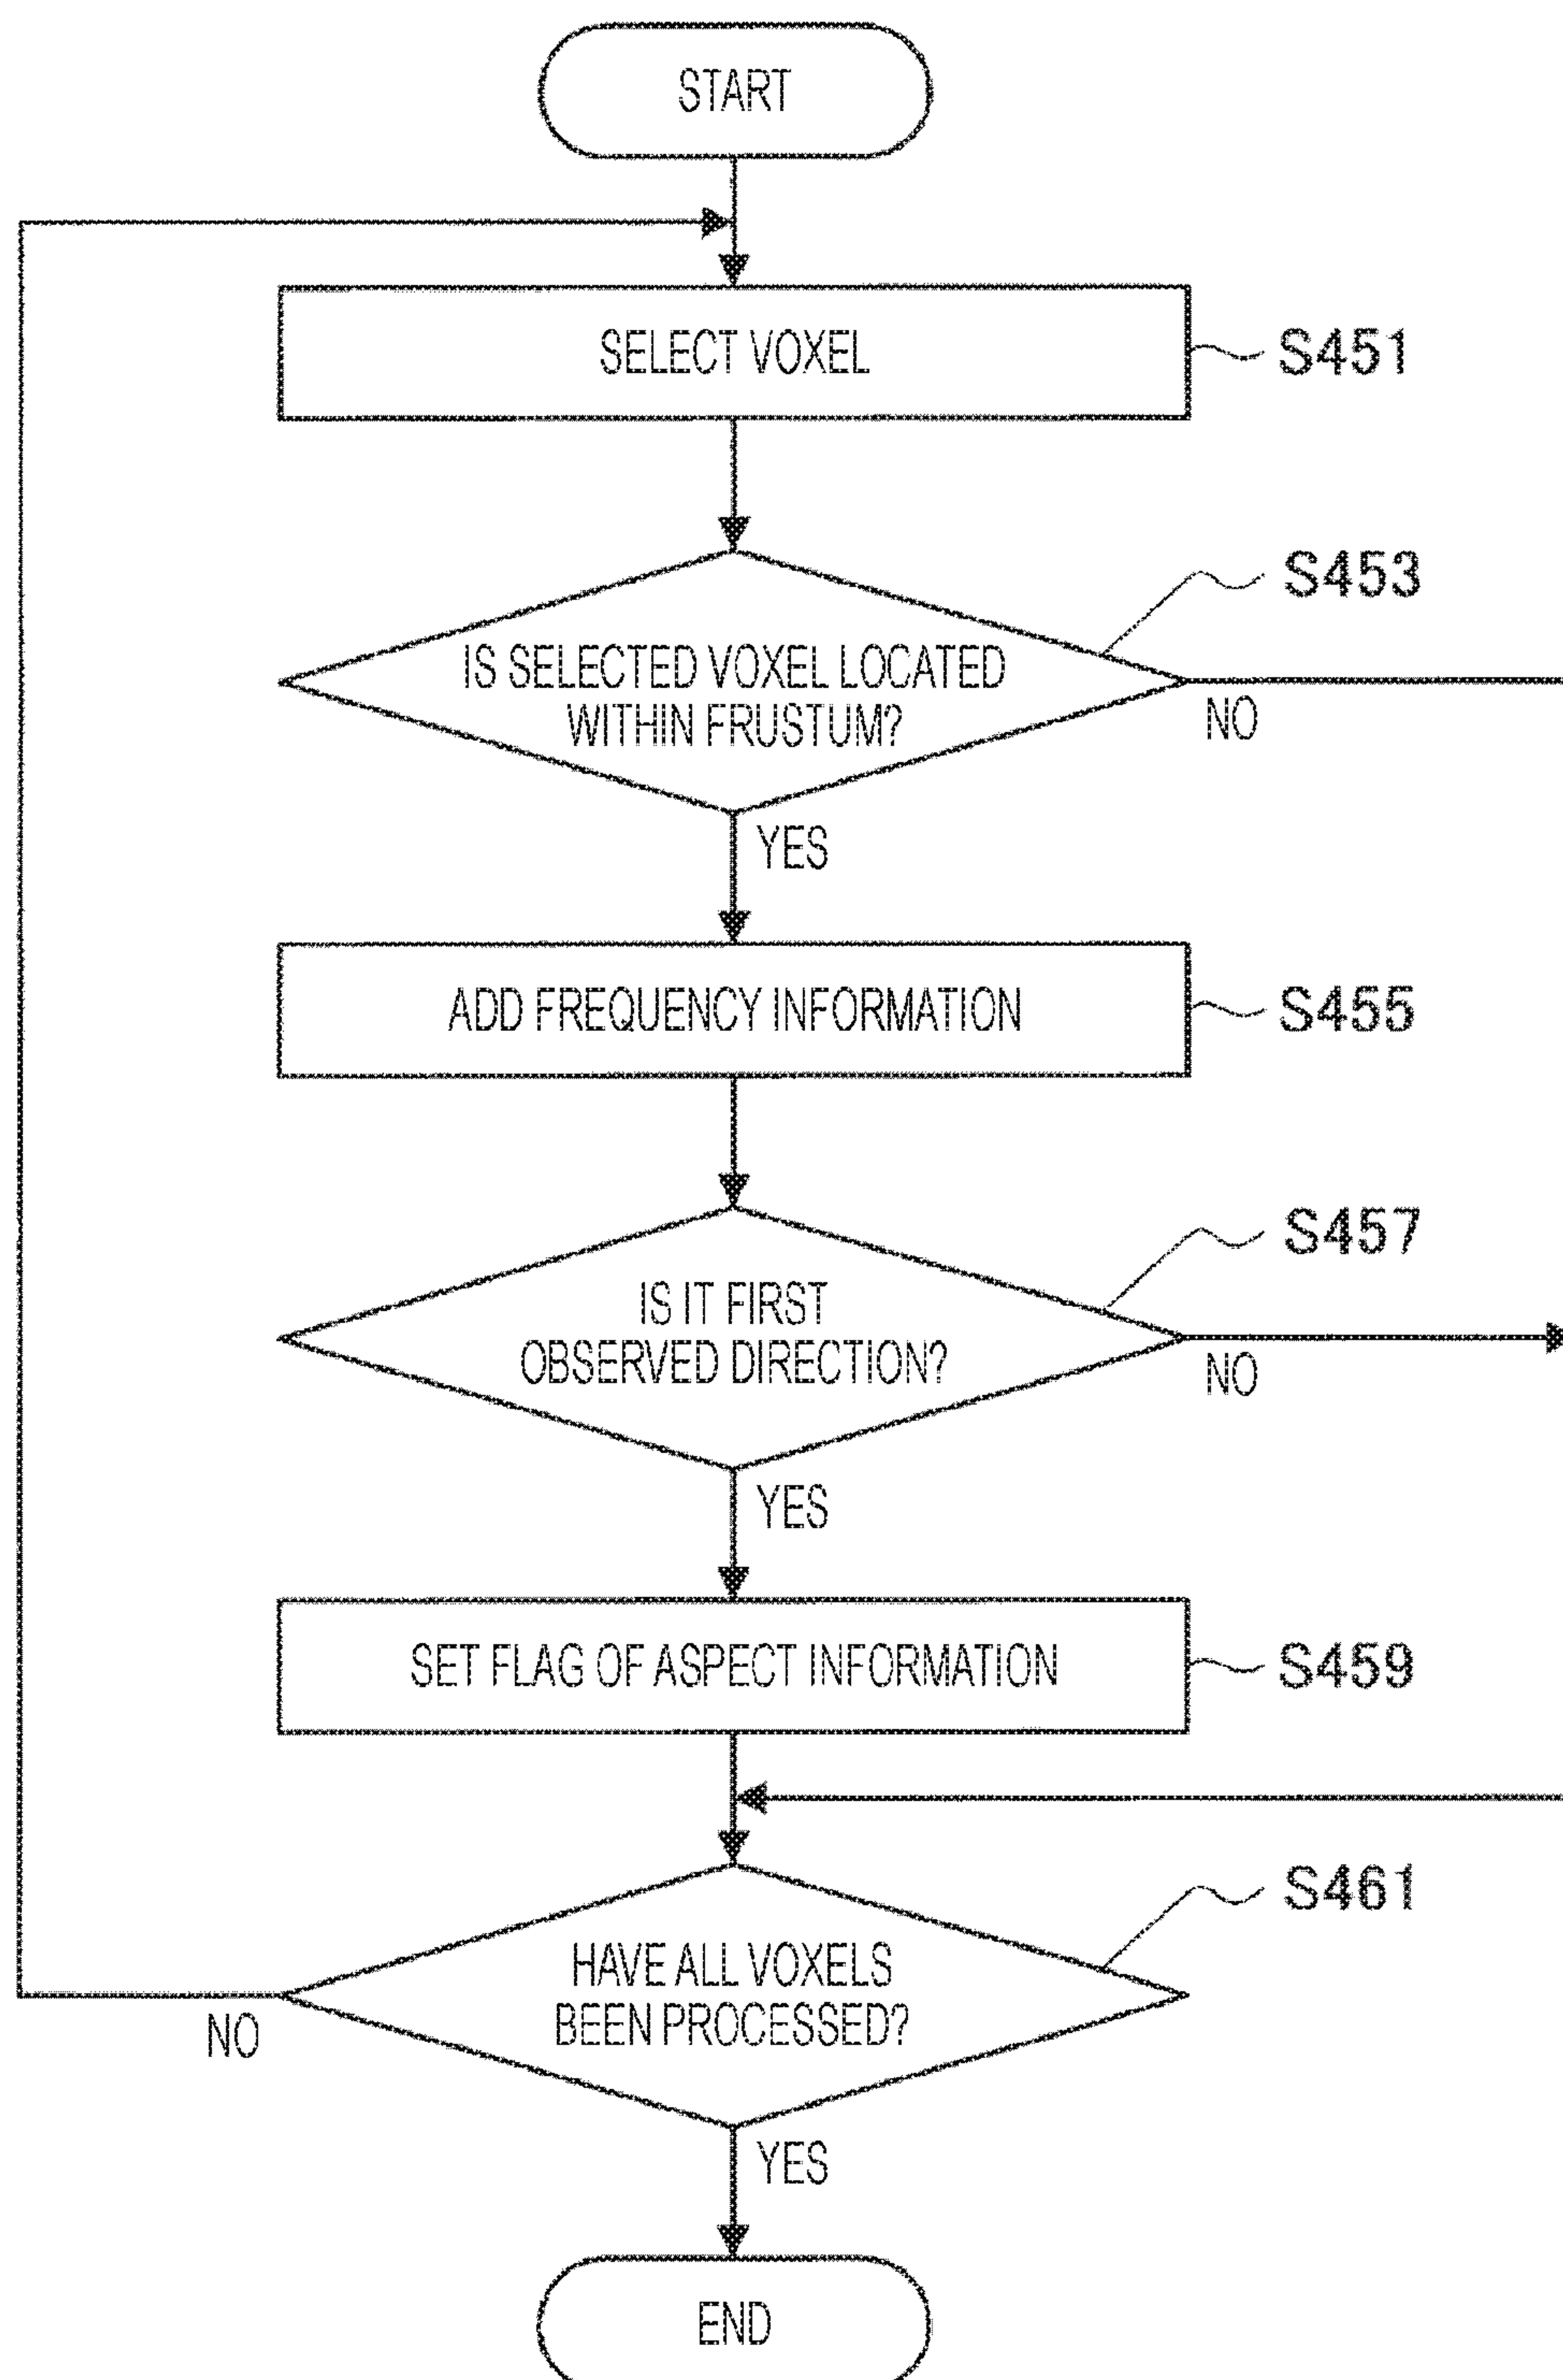 START
SELECT VOXEL
S451
S453
IS SELECTED VOXEL LOCATED
WITHIN FRUSTUM?
NO
YES
ADD FREQUENCY INFORMATION
S455
S457
IS IT FIRST
OBSERVED DIRECTION?
NO
YES
SET FLAG OF ASPECT INFORMATION
S459
S461
HAVE ALL VOXELS
BEEN PROCESSED?
NO
YES
END